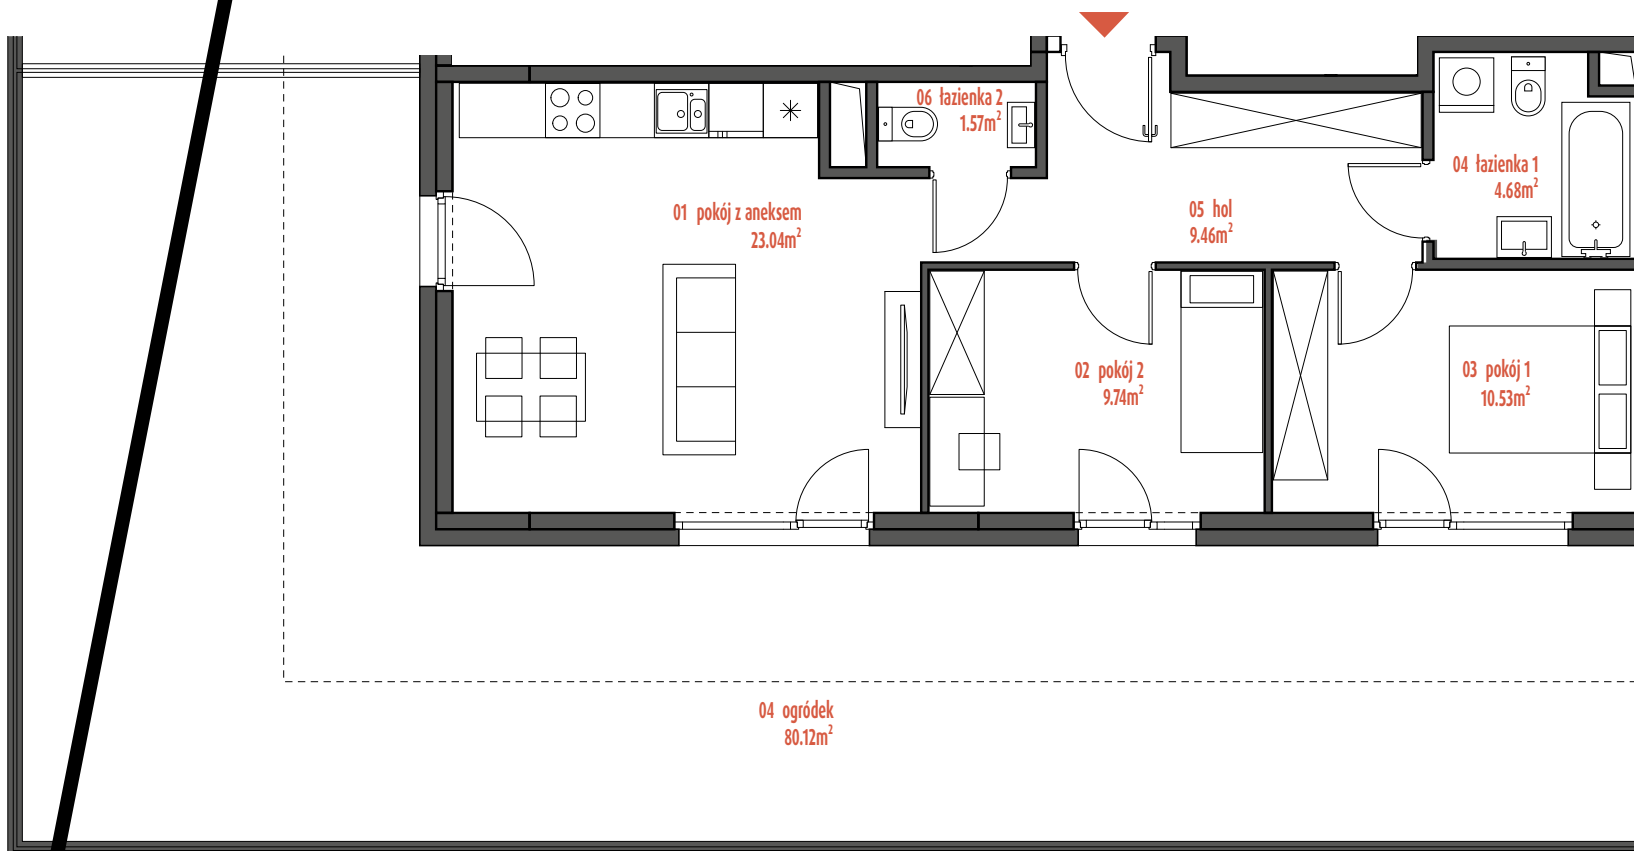 06 łazienka 2
1.57m²
04 łazienka 1
4.68m²
01 pokój z aneksem
23.04m²
05 hol
9.46m²
02 pokój 2
9.74m²
03 pokój 1
10.53m²
04 ogródek
80.12m²